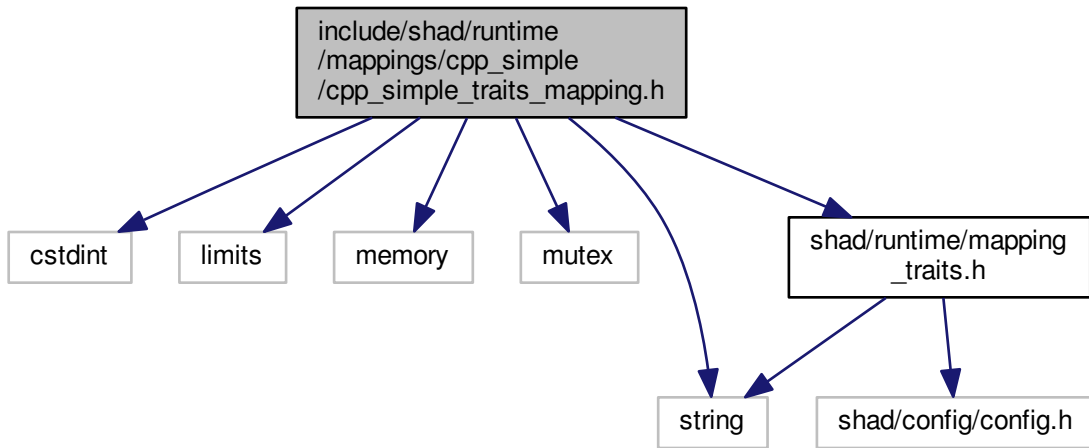 include/shad/runtime
/mappings/cpp_simple
/cpp_simple_traits_mapping.h
cstdint
limits
memory
mutex
shad/runtime/mapping
_traits.h
string
shad/config/config.h